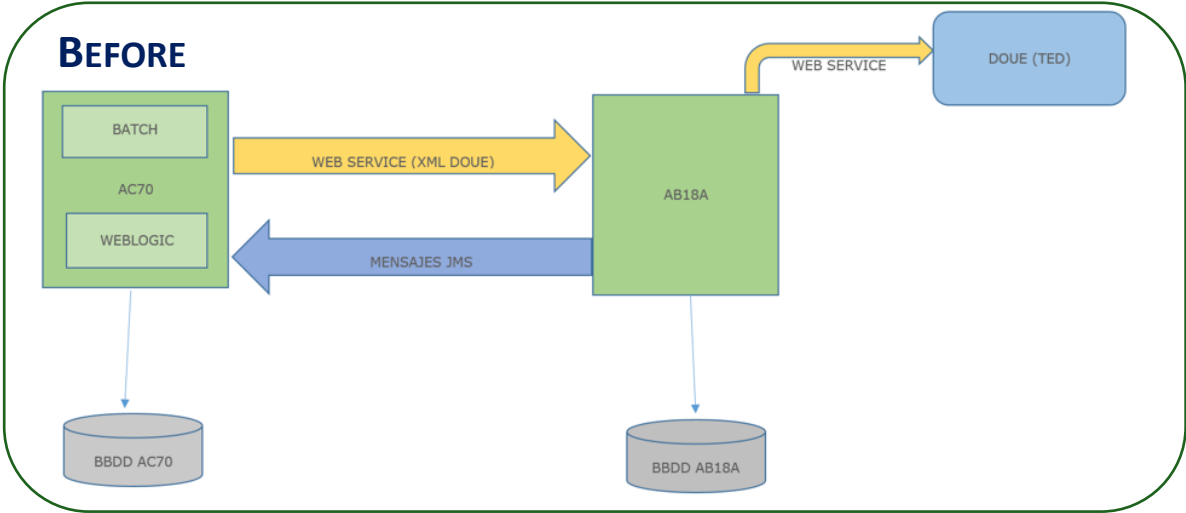 BEFORE
BATCH
AC70
WEBLOGIC
WEB SERVICE (XML DOUE)
MENSAJES JMS
AB18A
WEB SERVICE
DOUE (TED)
BBDD AC70
BBDD AB18A